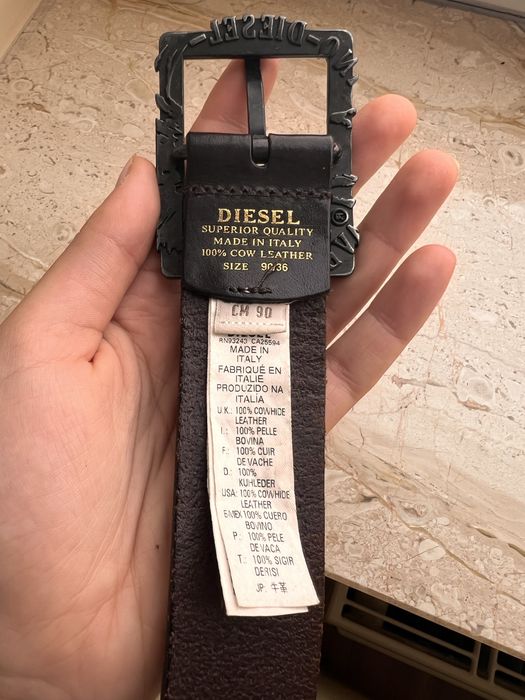 DIESEL
DIESEL
SUPERIOR QUALITY
MADE IN ITALY
100% COW LEATHER
SIZE 90/36
CM 90
DIESEL
RN93243 CA25594
MADE IN
ITALY
FABRIQUÉ EN
ITALIE
PRODUZIDO NA
ITALIA
U.K.: 100% COWHIDE
LEATHER
I.: 100% PELLE
BOVINA
F.: 100% CUIR
DE VACHE
D.: 100%
KUHLEDER
USA: 100% COWHIDE
LEATHER
E-MEX 100% CUERO
BOVINO
P.: 100% PELE
DE VACA
T.: 100% SIGIR
DERISI
JP. 牛革